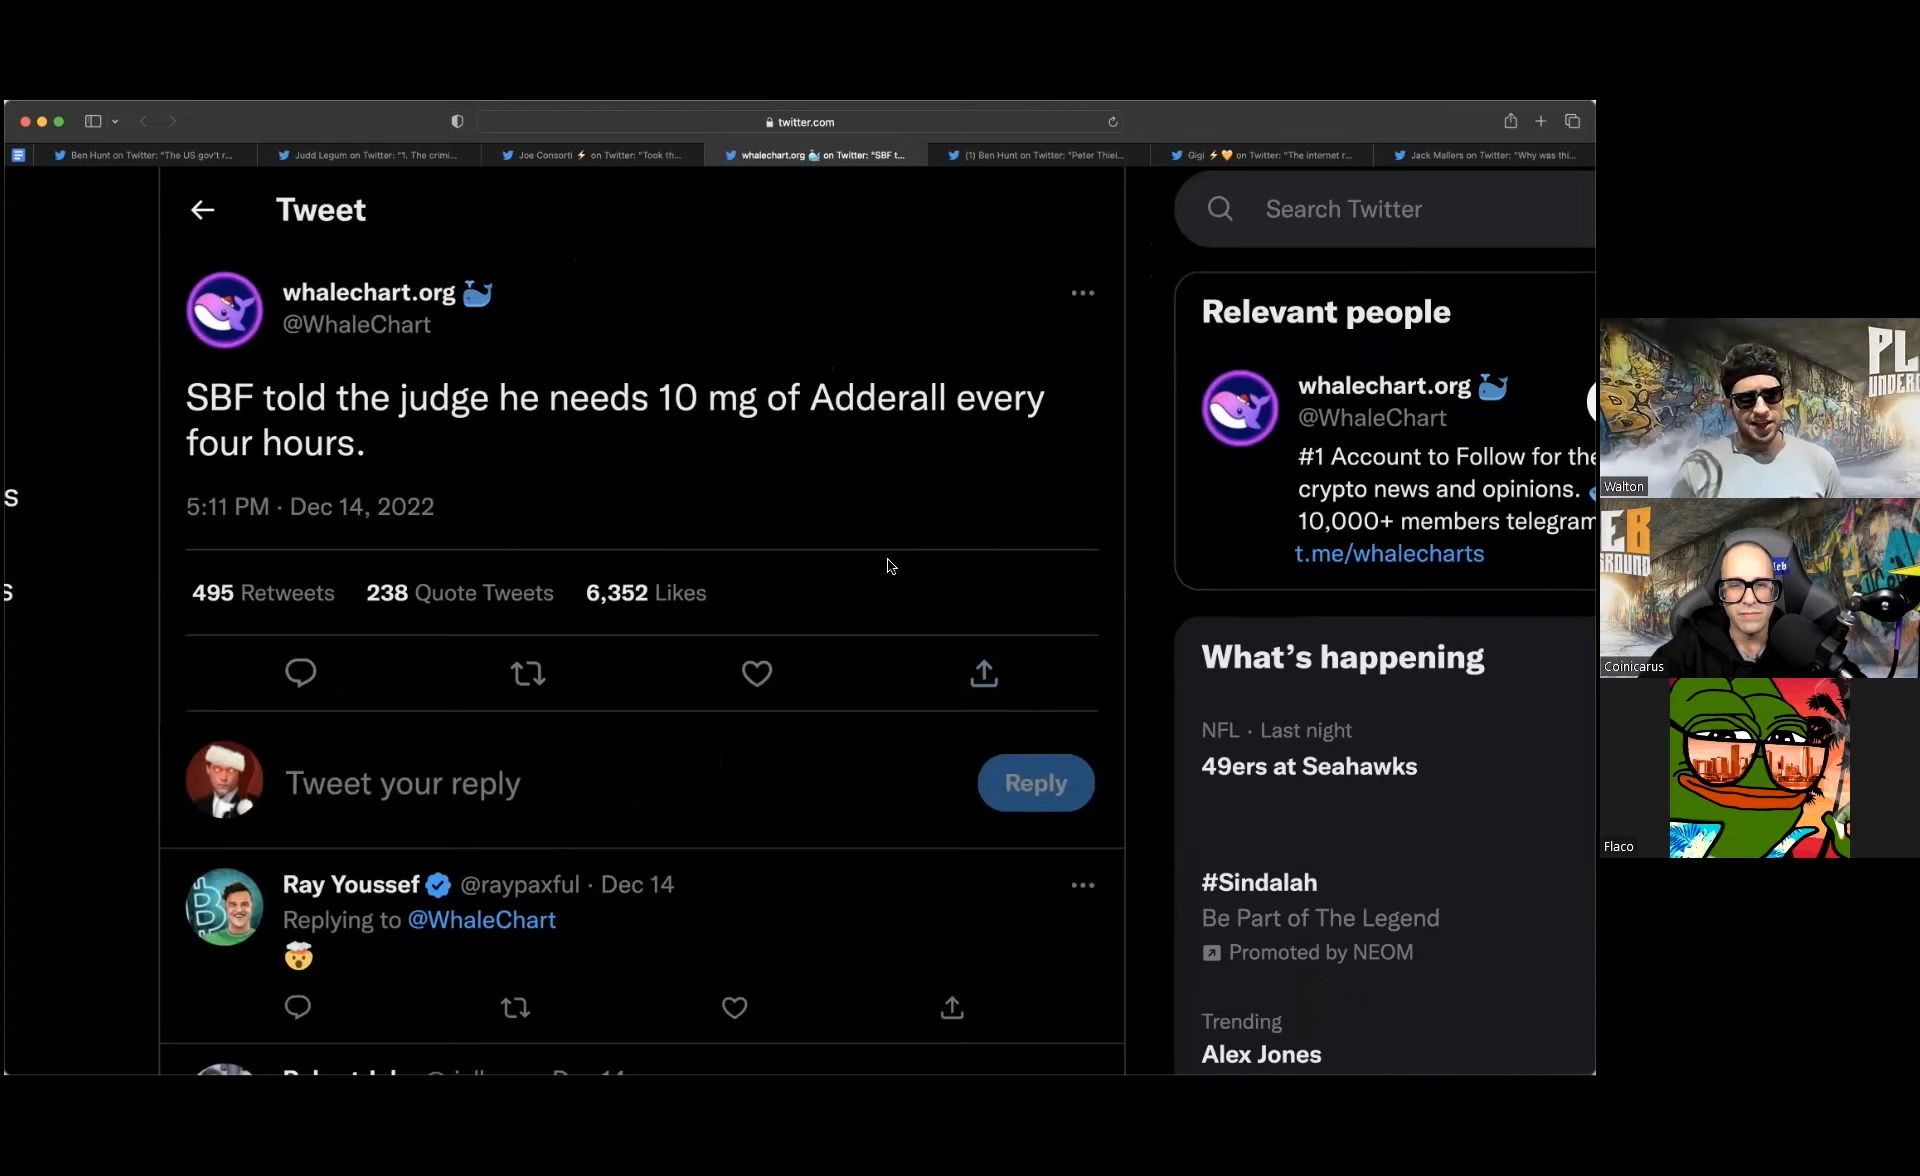 twitter.com
Ben Hunt on Twitter: "The US gov't r...
Judd Legum on Twitter: "1. The crimi...
Joe Consorti ⚡ on Twitter: "Took th...
whalechart.org 🐳 on Twitter: "SBF t...
(1) Ben Hunt on Twitter: "Peter Thiel...
Gigi ⚡🧡 on Twitter: "The internet r...
Jack Mallers on Twitter: "Why was thi...
Tweet
whalechart.org 🐳
@WhaleChart
SBF told the judge he needs 10 mg of Adderall every
four hours.
5:11 PM · Dec 14, 2022
495 Retweets 238 Quote Tweets 6,352 Likes
Tweet your reply
Reply
Ray Youssef @raypaxful · Dec 14
Replying to @WhaleChart
🤯
s
s
Search Twitter
Relevant people
whalechart.org 🐳
@WhaleChart
#1 Account to Follow for the
crypto news and opinions.
10,000+ members telegram
t.me/whalecharts
What's happening
NFL · Last night
49ers at Seahawks
#Sindalah
Be Part of The Legend
Promoted by NEOM
Trending
Alex Jones
PL
UNDERG
Walton
EB
GROUND
Coinicarus
Flaco